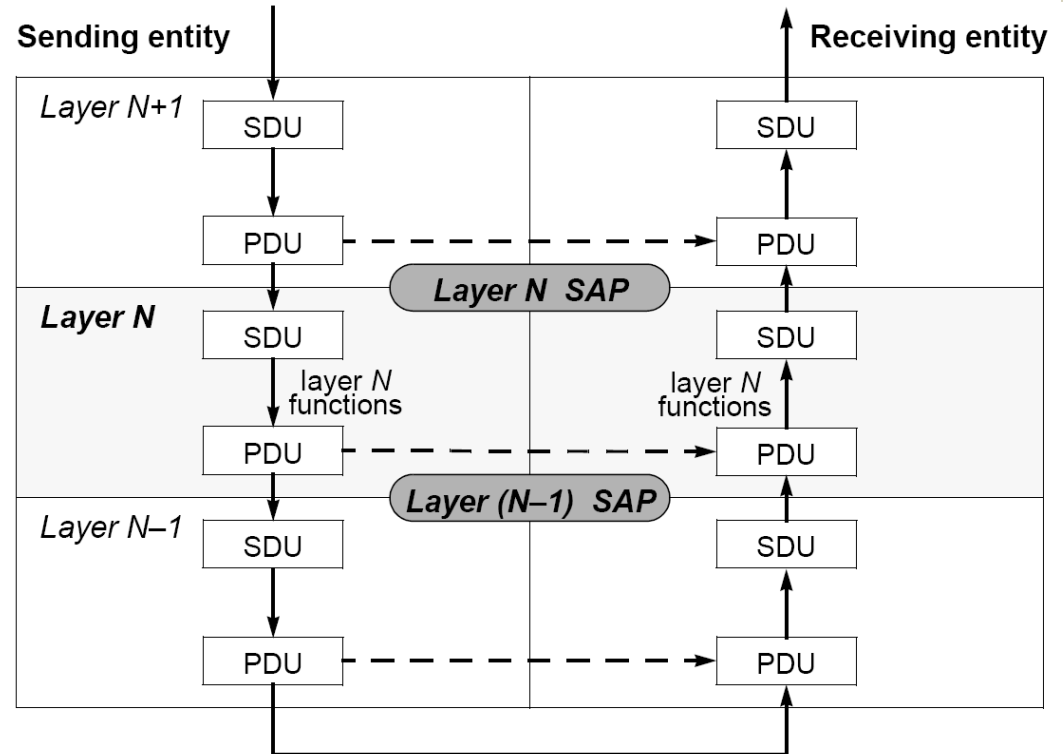 Sending entity
Receiving entity
Layer N+1
SDU
SDU
PDU
PDU
Layer N SAP
Layer N
SDU
SDU
layer N
functions
layer N
functions
PDU
PDU
Layer (N–1) SAP
Layer N–1
SDU
SDU
PDU
PDU